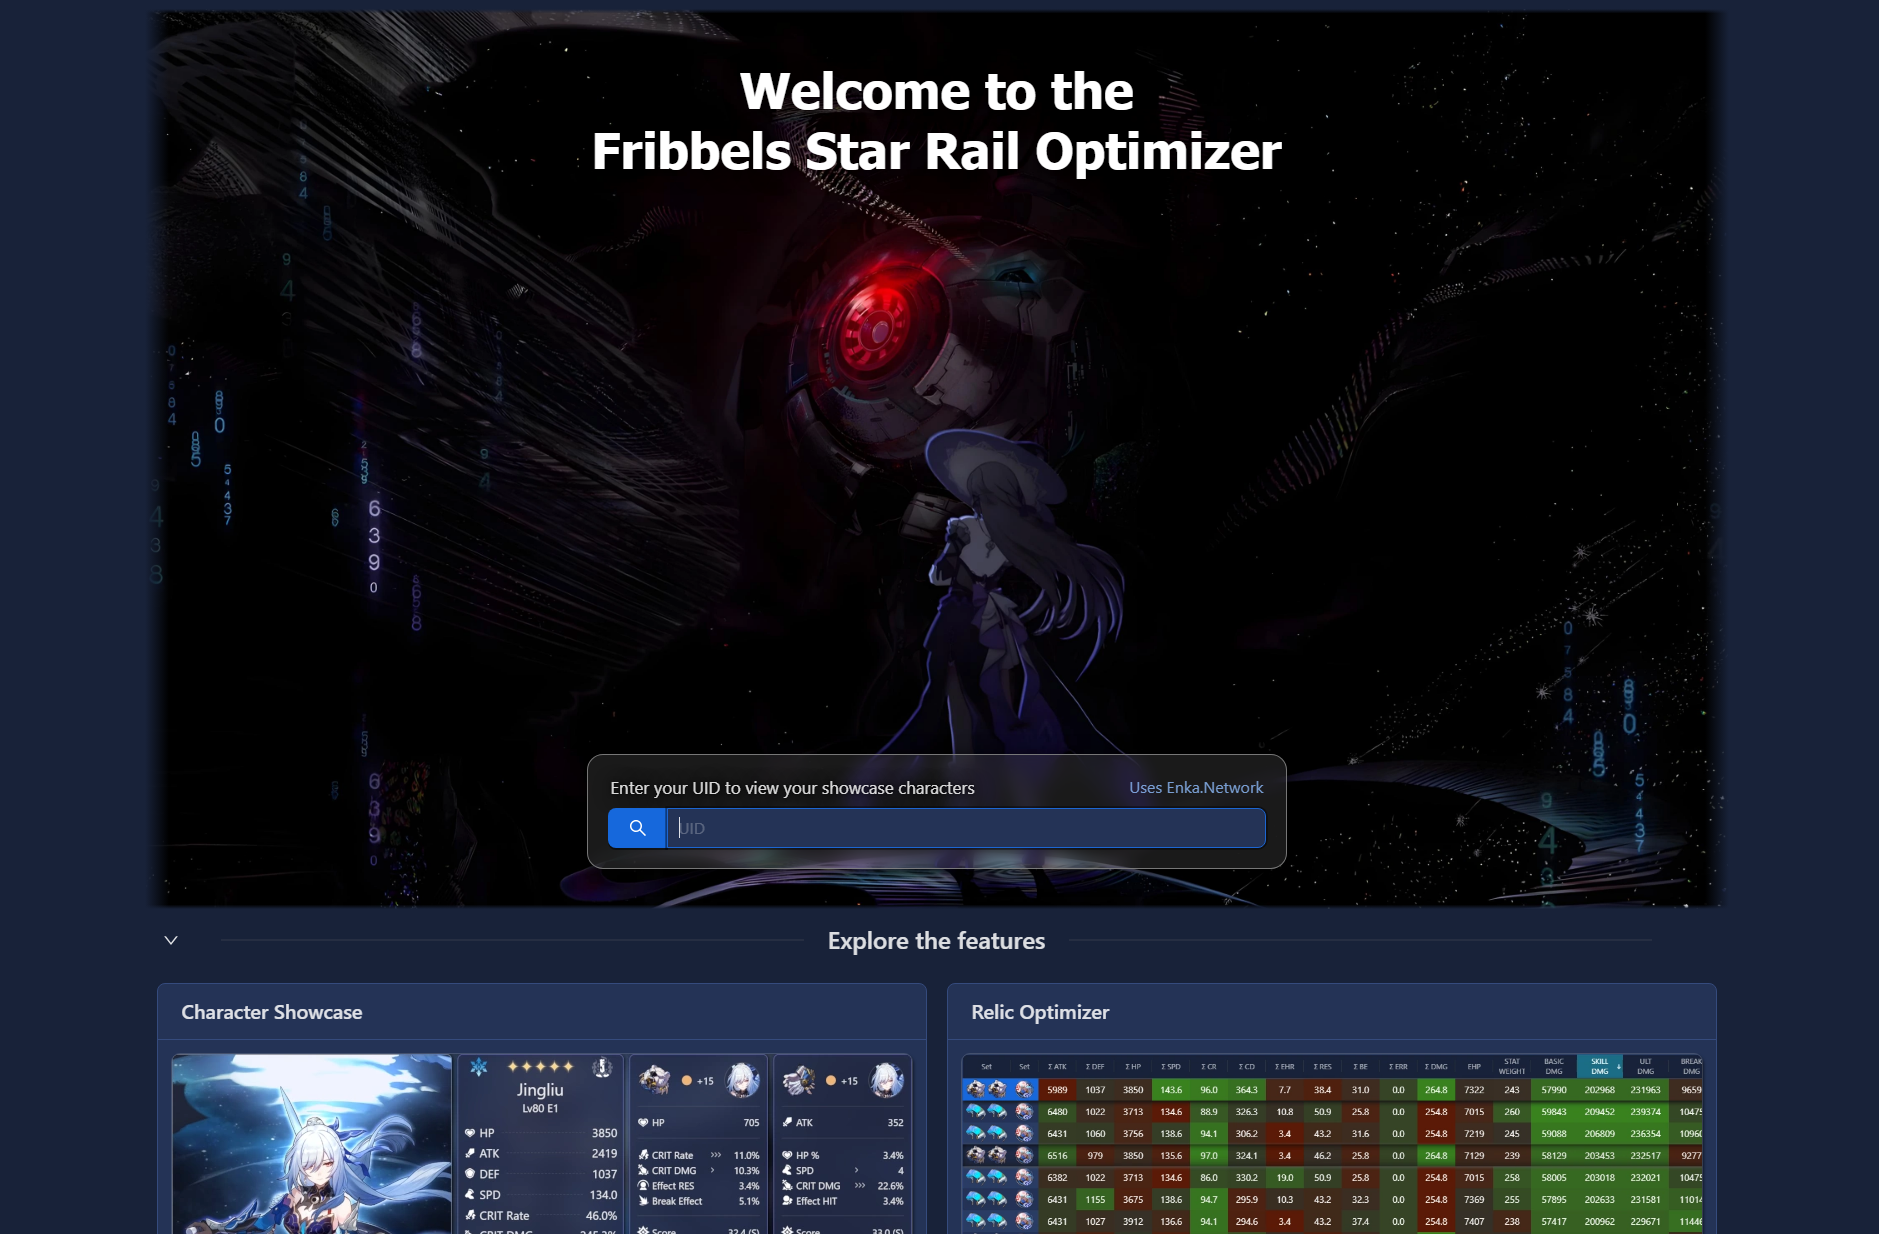 Welcome to the
Fribbels Star Rail Optimizer
Enter your UID to view your showcase characters
Uses Enka.Network
UID
Explore the features
Character Showcase
Jingliu
Lv80 E1
HP 3850
ATK 2419
DEF 1037
SPD 134.0
CRIT Rate 46.0%
+15
HP 705
CRIT Rate 11.0%
CRIT DMG 10.3%
Effect RES 3.4%
Break Effect 5.1%
+15
ATK 352
HP % 3.4%
SPD 4
CRIT DMG 22.6%
Effect HIT 3.4%
Relic Optimizer
Set Set Σ ATK Σ DEF Σ HP Σ SPD Σ CR Σ CD Σ EHR Σ RES Σ BE Σ ERR Σ DMG EHP STAT WEIGHT BASIC DMG SKILL DMG ULT DMG BREAK DMG
5989 1037 3850 143.6 96.0 364.3 7.7 38.4 31.0 0.0 264.8 7322 243 57990 202968 231963 9659
6480 1022 3713 134.6 88.9 326.3 10.8 50.9 25.8 0.0 254.8 7015 260 59843 209452 239374
6431 1060 3756 138.6 94.1 306.2 3.4 43.2 31.6 0.0 254.8 7219 245 59088 206809 236354
6516 979 3850 135.6 97.0 324.1 3.4 46.2 25.8 0.0 264.8 7129 239 58129 203453 232517 9277
6382 1022 3713 134.6 86.0 330.2 19.0 50.9 25.8 0.0 254.8 7015 258 58005 203018 232021
6431 1155 3675 138.6 94.7 295.9 10.3 43.2 32.3 0.0 254.8 7369 255 57895 202633 231581
6431 1027 3912 136.6 94.1 294.6 3.4 43.2 37.4 0.0 254.8 7407 238 57417 200962 229671